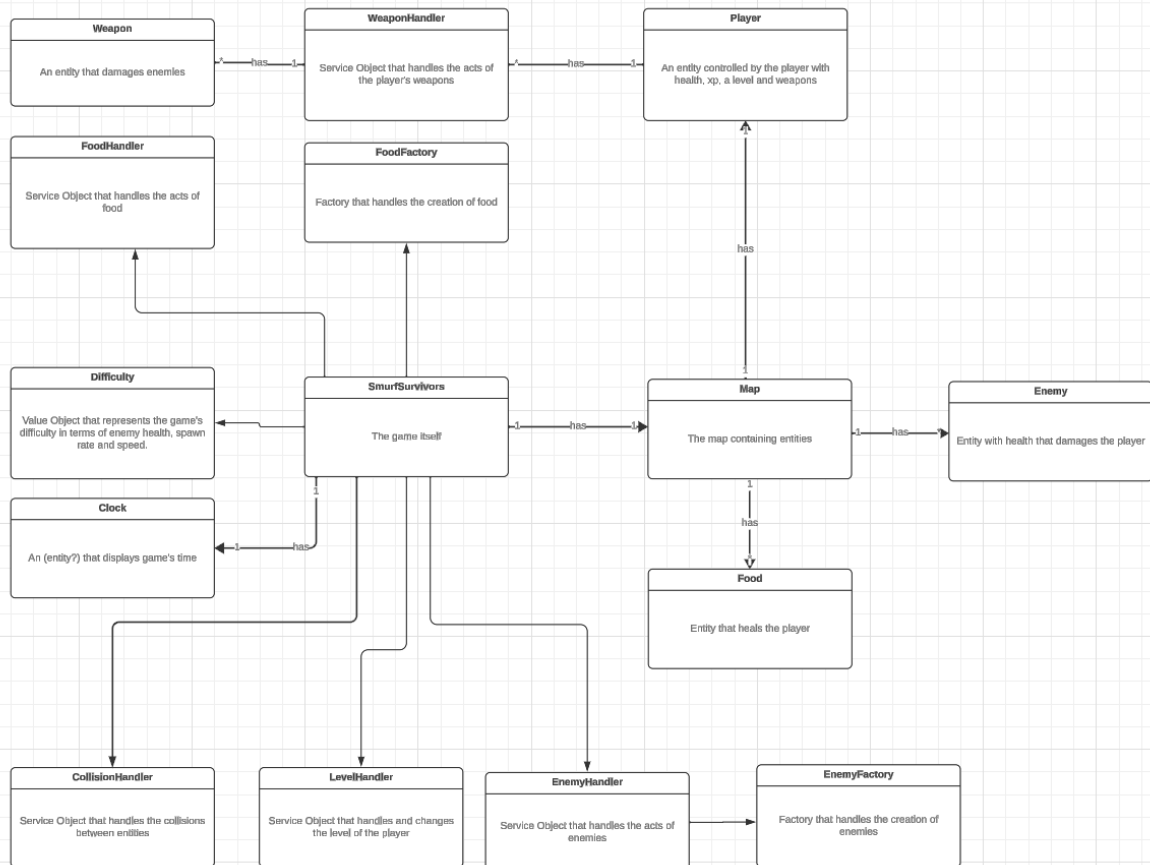 Weapon
An entity that damages enemies
* has 1
WeaponHandler
Service Object that handles the acts of
the player's weapons
* has 1
Player
An entity controlled by the player with
health, xp, a level and weapons
FoodHandler
Service Object that handles the acts of
food
FoodFactory
Factory that handles the creation of food
1
has
1
Difficulty
Value Object that represents the game's
difficulty in terms of enemy health, spawn
rate and speed.
SmurfSurvivors
The game itself
1 has 1
Map
The map containing entities
1 has *
Enemy
Entity with health that damages the player
Clock
An (entity?) that displays game's time
1
1 has
1
has
*
Food
Entity that heals the player
CollisionHandler
Service Object that handles the collisions
between entities
LevelHandler
Service Object that handles and changes
the level of the player
EnemyHandler
Service Object that handles the acts of
enemies
EnemyFactory
Factory that handles the creation of
enemies